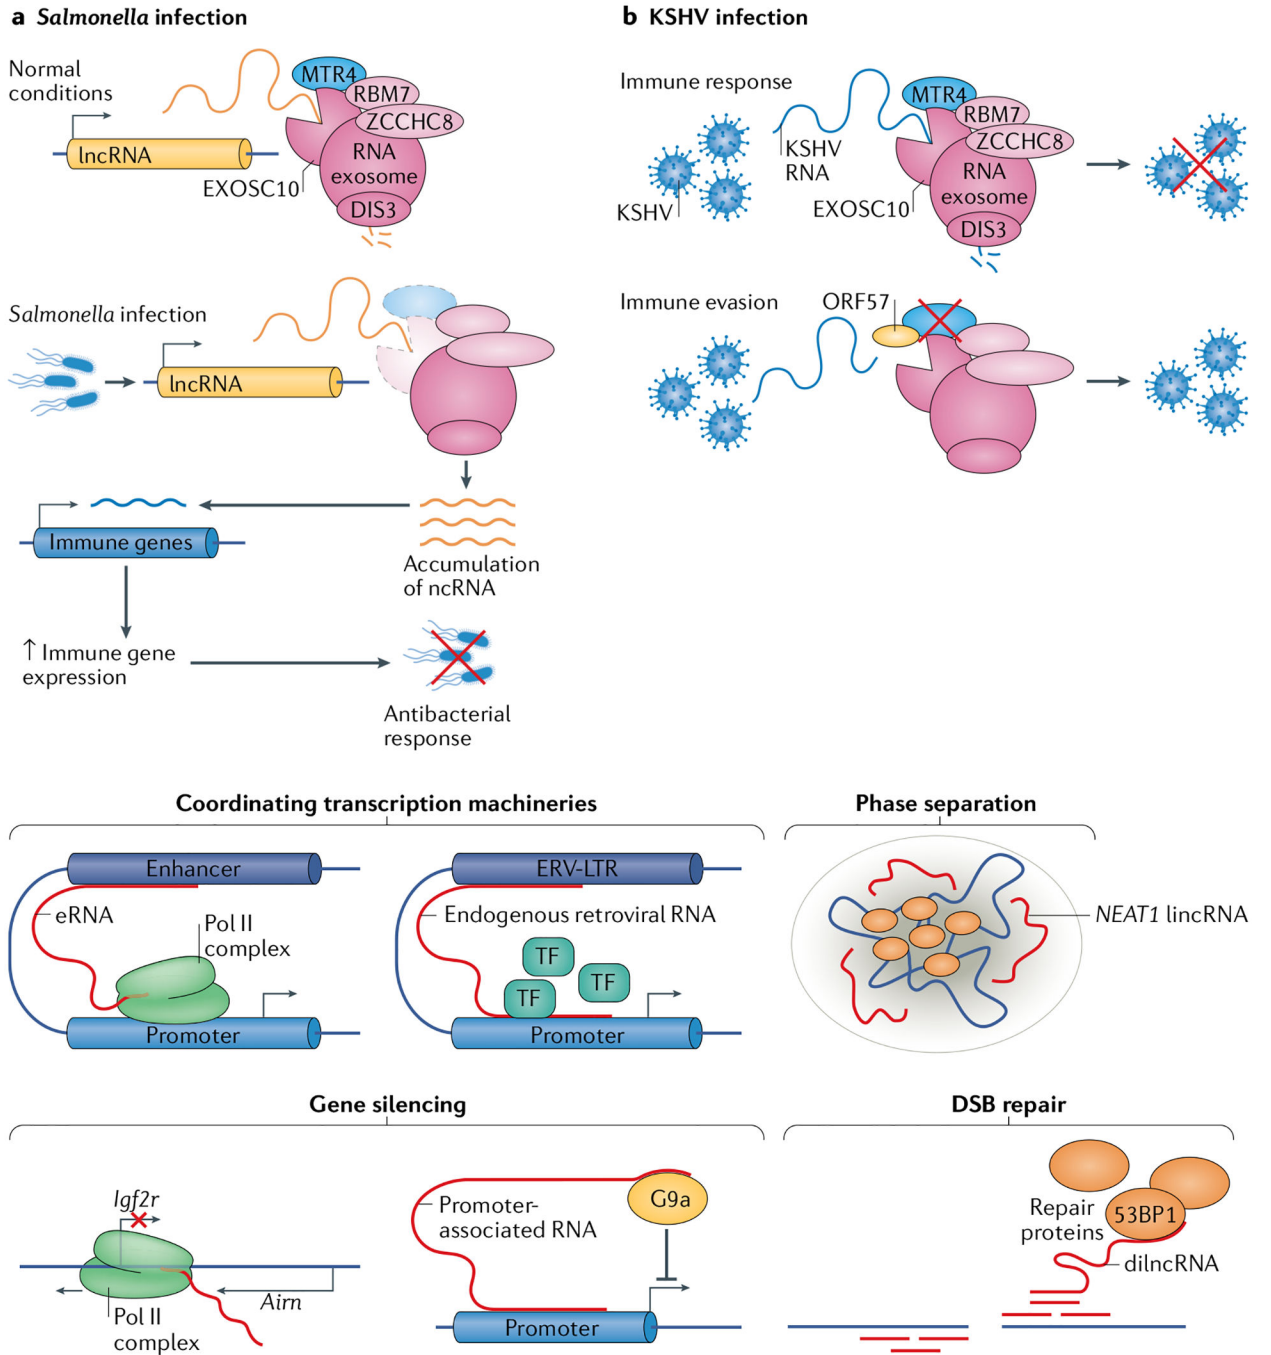 a Salmonella infection
Normal
conditions
lncRNA
MTR4
RBM7
ZCCHC8
RNA
exosome
EXOSC10
DIS3
Salmonella infection
lncRNA
Immune genes
Accumulation
of ncRNA
↑ Immune gene
expression
Antibacterial
response
b KSHV infection
Immune response
KSHV
KSHV
RNA
MTR4
RBM7
ZCCHC8
RNA
exosome
EXOSC10
DIS3
Immune evasion
ORF57
Coordinating transcription machineries
Enhancer
eRNA
Pol II
complex
Promoter
ERV-LTR
Endogenous retroviral RNA
TF
TF
TF
Promoter
Phase separation
NEAT1 lincRNA
Gene silencing
Igf2r
Airn
Pol II
complex
Promoter-
associated RNA
G9a
Promoter
DSB repair
Repair
proteins
53BP1
dilncRNA